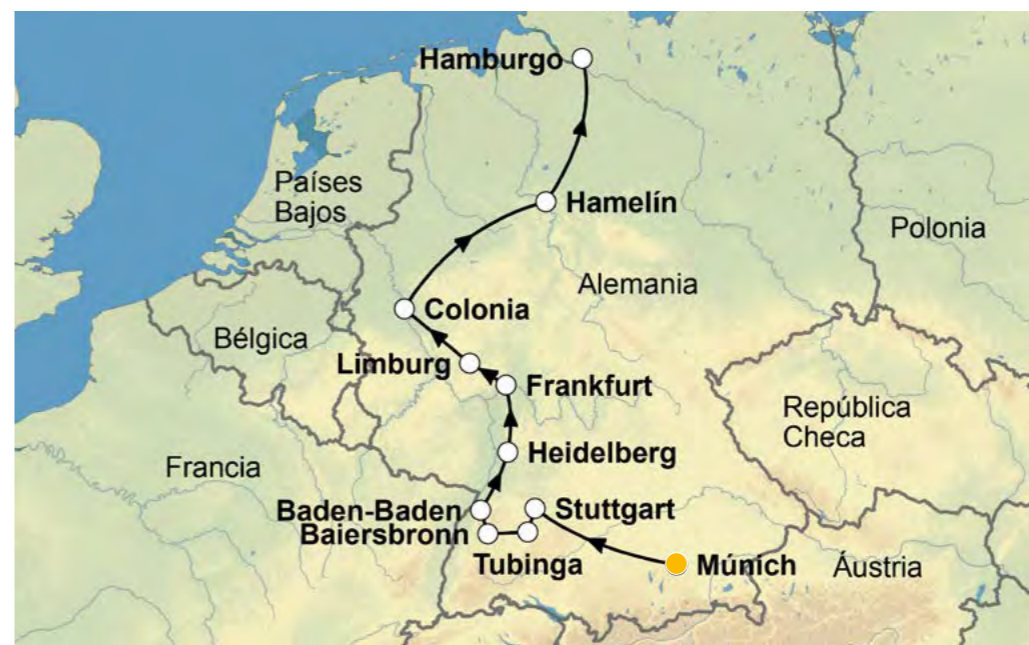 Hamburgo
Países
Bajos
Hamelín
Polonia
Alemania
Colonia
Bélgica
Limburg
Frankfurt
República
Checa
Heidelberg
Francia
Baden-Baden
Stuttgart
Baiersbronn
Tubinga
Múnich
Áustria